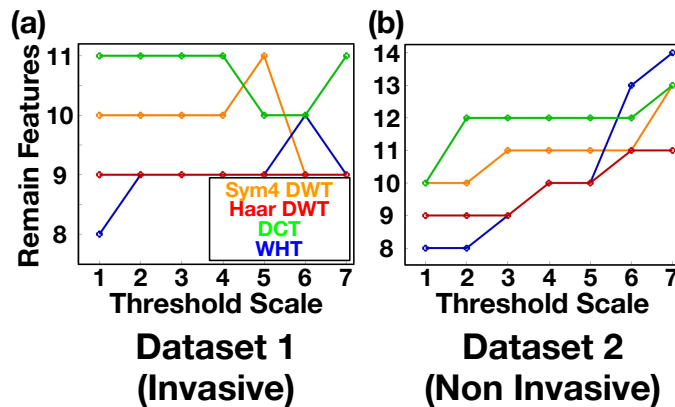 (a)
Remain Features
11
10
9
8
1 2 3 4 5 6 7
Threshold Scale
Sym4 DWT
Haar DWT
DCT
WHT
Dataset 1
(Invasive)
(b)
14
13
12
11
10
9
8
1 2 3 4 5 6 7
Threshold Scale
Dataset 2
(Non Invasive)